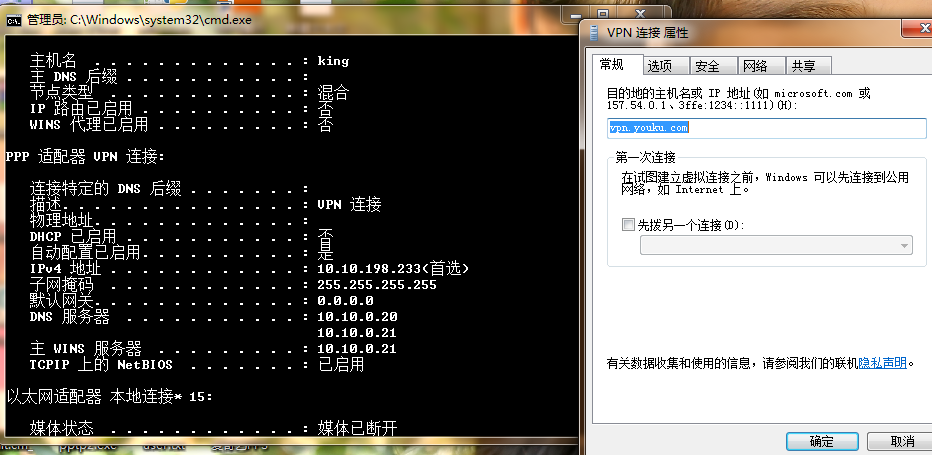 管理员: C:\Windows\system32\cmd.exe
主机名 . . . . . . . . . . . . . : king
主 DNS 后缀 . . . . . . . . . . . :
节点类型 . . . . . . . . . . . . : 混合
IP 路由已启用 . . . . . . . . . . : 否
WINS 代理已启用 . . . . . . . . . : 否
PPP 适配器 VPN 连接:
连接特定的 DNS 后缀 . . . . . . . :
描述. . . . . . . . . . . . . . . : VPN 连接
物理地址. . . . . . . . . . . . . :
DHCP 已启用 . . . . . . . . . . . : 否
自动配置已启用. . . . . . . . . . : 是
IPv4 地址 . . . . . . . . . . . . : 10.10.198.233(首选)
子网掩码 . . . . . . . . . . . . : 255.255.255.255
默认网关. . . . . . . . . . . . . : 0.0.0.0
DNS 服务器 . . . . . . . . . . . : 10.10.0.20
10.10.0.21
主 WINS 服务器 . . . . . . . . . : 10.10.0.21
TCPIP 上的 NetBIOS . . . . . . . : 已启用
以太网适配器 本地连接* 15:
媒体状态 . . . . . . . . . . . . : 媒体已断开
VPN 连接 属性
常规 选项 安全 网络 共享
目的地的主机名或 IP 地址(如 microsoft.com 或
157.54.0.1、3ffe:1234::1111)(H):
vpn.youku.com
第一次连接
在试图建立虚拟连接之前，Windows 可以先连接到公用
网络，如 Internet 上。
先拨另一个连接(D):
有关数据收集和使用的信息，请参阅我们的联机隐私声明。
确定 取消